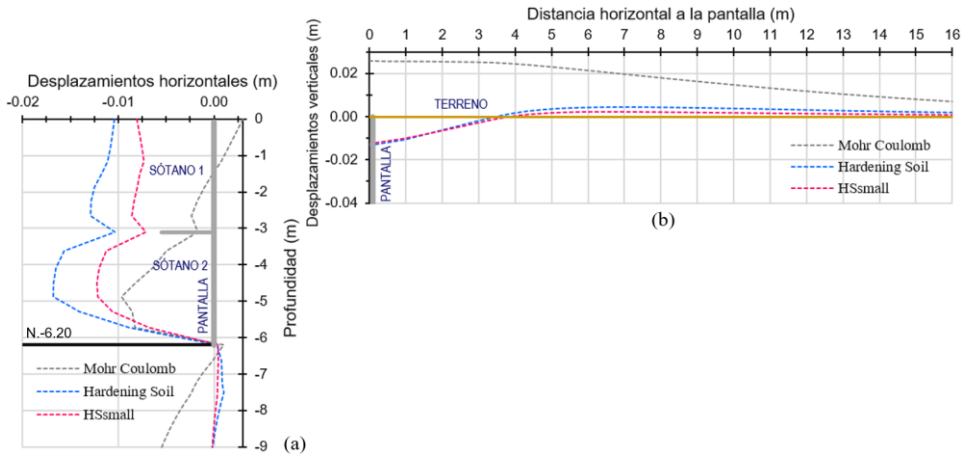 Desplazamientos horizontales (m)
-0.02 -0.01 0.00
0
-1
-2
-3
-4
-5
-6
-7
-8
-9
Profundidad (m)
SÓTANO 1
SÓTANO 2
PANTALLA
N.-6.20
Mohr Coulomb
Hardening Soil
HSsmall
(a)
Distancia horizontal a la pantalla (m)
0 1 2 3 4 5 6 7 8 9 10 11 12 13 14 15 16
Desplazamientos verticales (m)
0.02
0.00
-0.02
-0.04
TERRENO
PANTALLA
Mohr Coulomb
Hardening Soil
HSsmall
(b)